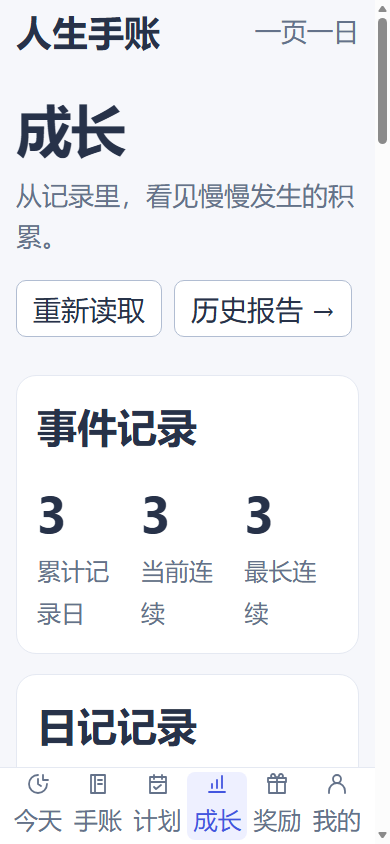 人生手账 一页一日
成长
从记录里，看见慢慢发生的积
累。
重新读取 历史报告 →
事件记录
3 3 3
累计记 当前连 最长连
录日 续 续
日记记录
今天 手账 计划 成长 奖励 我的